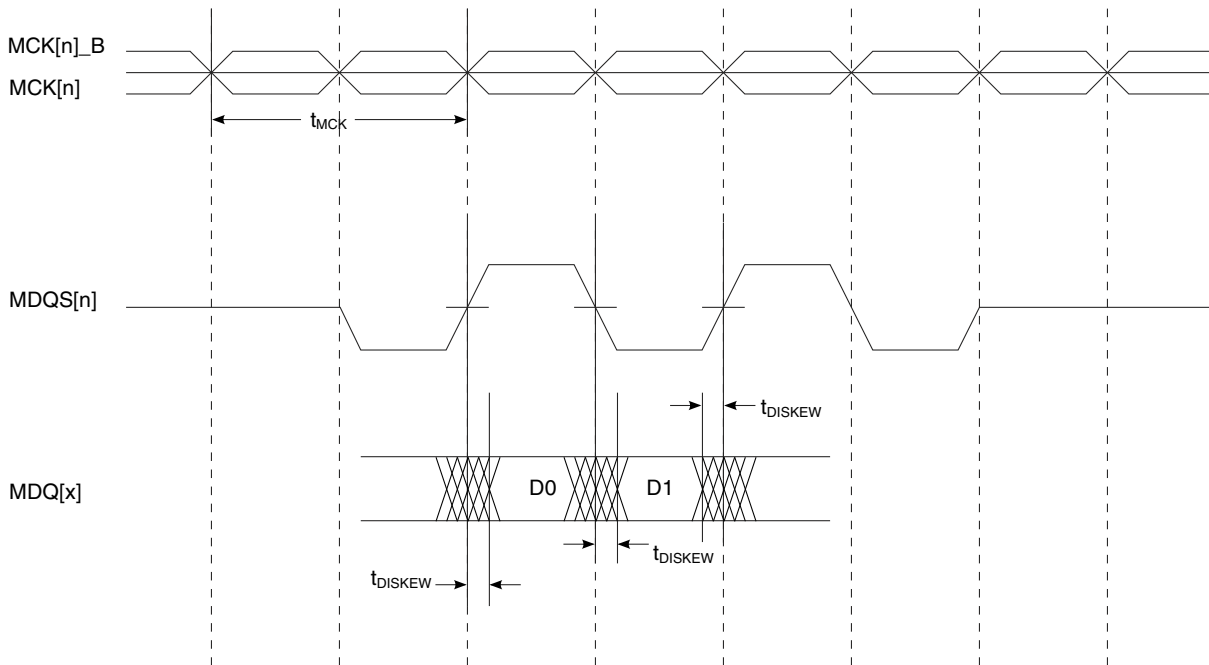 MCK[n]_B
MCK[n]
tMCK
MDQS[n]
tDISKEW
MDQ[x]
D0
D1
tDISKEW
tDISKEW